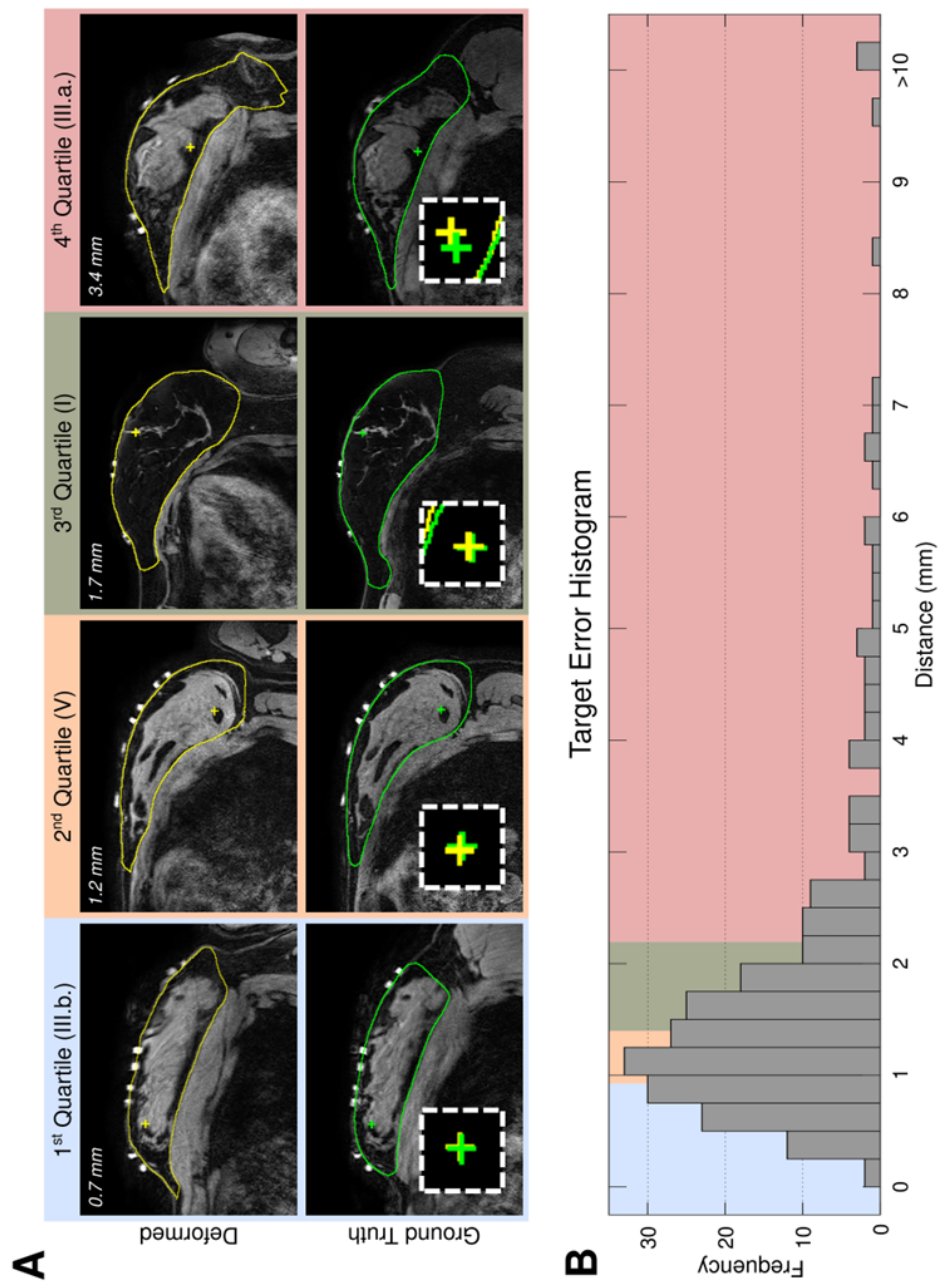 A
1st Quartile (III.b.)
2nd Quartile (V)
3rd Quartile (I)
4th Quartile (III.a.)
Deformed
0.7 mm
1.2 mm
1.7 mm
3.4 mm
Ground Truth
B
Target Error Histogram
Frequency
30
20
10
0
0 1 2 3 4 5 6 7 8 9 >10
Distance (mm)